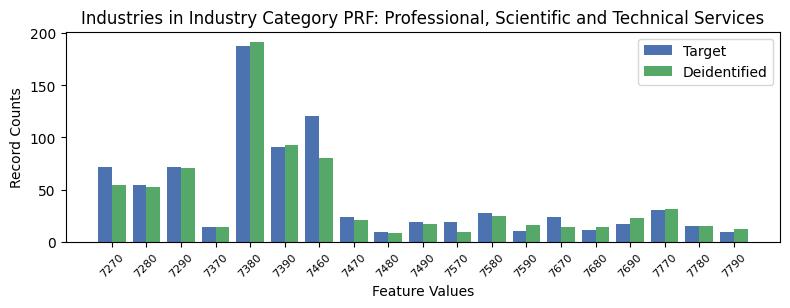 Industries in Industry Category PRF: Professional, Scientific and Technical Services
Target
Deidentified
Record Counts
200
150
100
50
0
7270 7280 7290 7370 7380 7390 7460 7470 7480 7490 7570 7580 7590 7670 7680 7690 7770 7780 7790
Feature Values